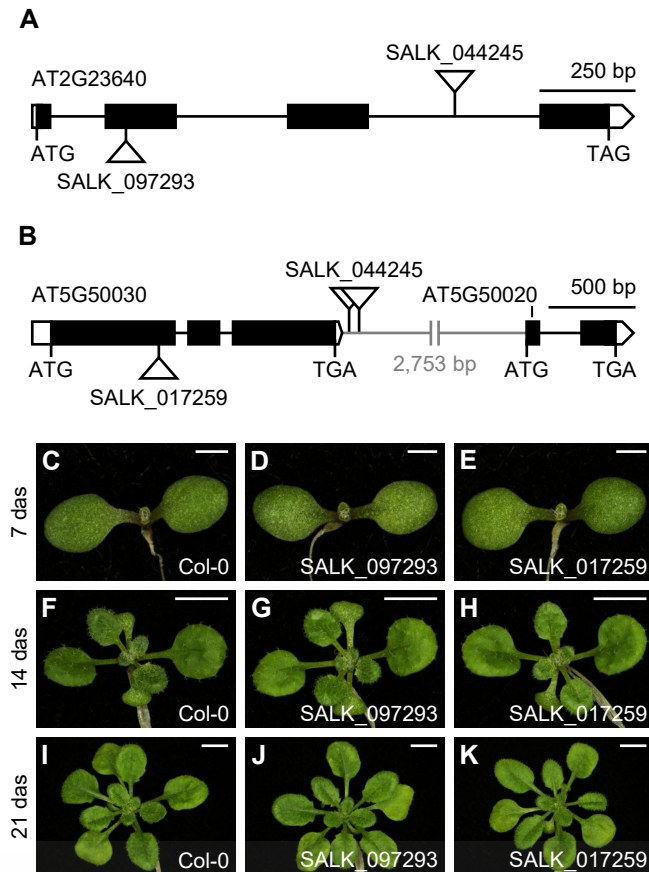 A
SALK_044245
AT2G23640
250 bp
ATG
TAG
SALK_097293
B
SALK_044245
AT5G50030
AT5G50020
500 bp
ATG
TGA
2,753 bp
ATG
TGA
SALK_017259
7 das
C
Col-0
D
SALK_097293
E
SALK_017259
14 das
F
Col-0
G
SALK_097293
H
SALK_017259
21 das
I
Col-0
J
SALK_097293
K
SALK_017259